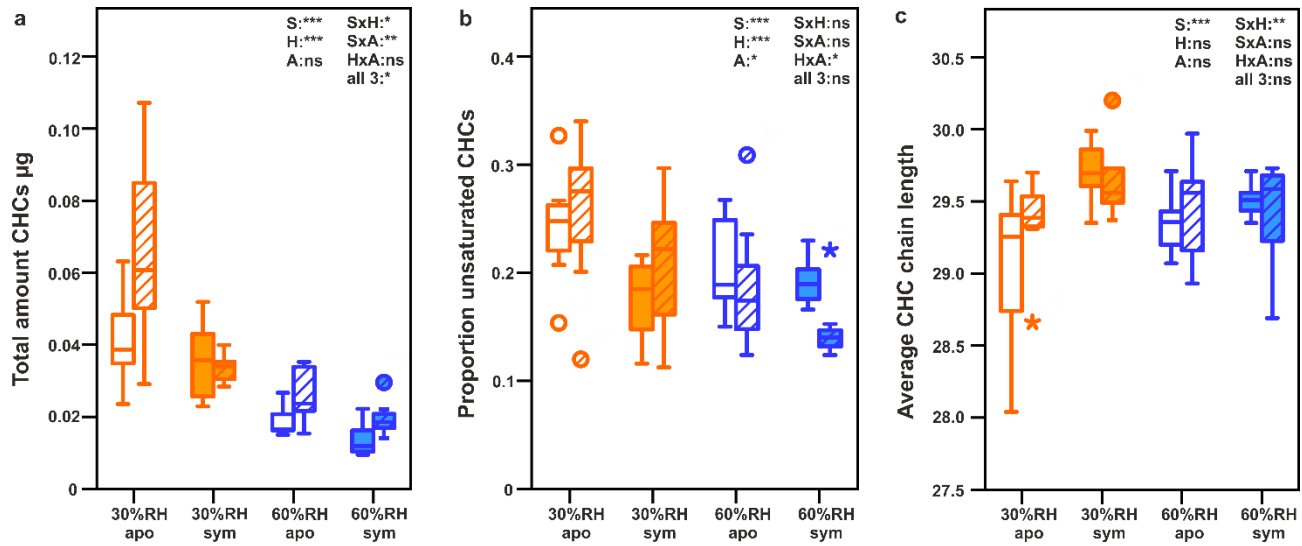 a
S:*** SxH:*
H:*** SxA:**
A:ns HxA:ns
all 3:*
Total amount CHCs µg
0.12
0.10
0.08
0.06
0.04
0.02
0
30%RH apo
30%RH sym
60%RH apo
60%RH sym
b
S:*** SxH:ns
H:*** SxA:ns
A:* HxA:*
all 3:ns
Proportion unsaturated CHCs
0.4
0.3
0.2
0.1
0
30%RH apo
30%RH sym
60%RH apo
60%RH sym
c
S:*** SxH:**
H:ns SxA:ns
A:ns HxA:ns
all 3:ns
Average CHC chain length
30.5
30.0
29.5
29.0
28.5
28.0
27.5
30%RH apo
30%RH sym
60%RH apo
60%RH sym